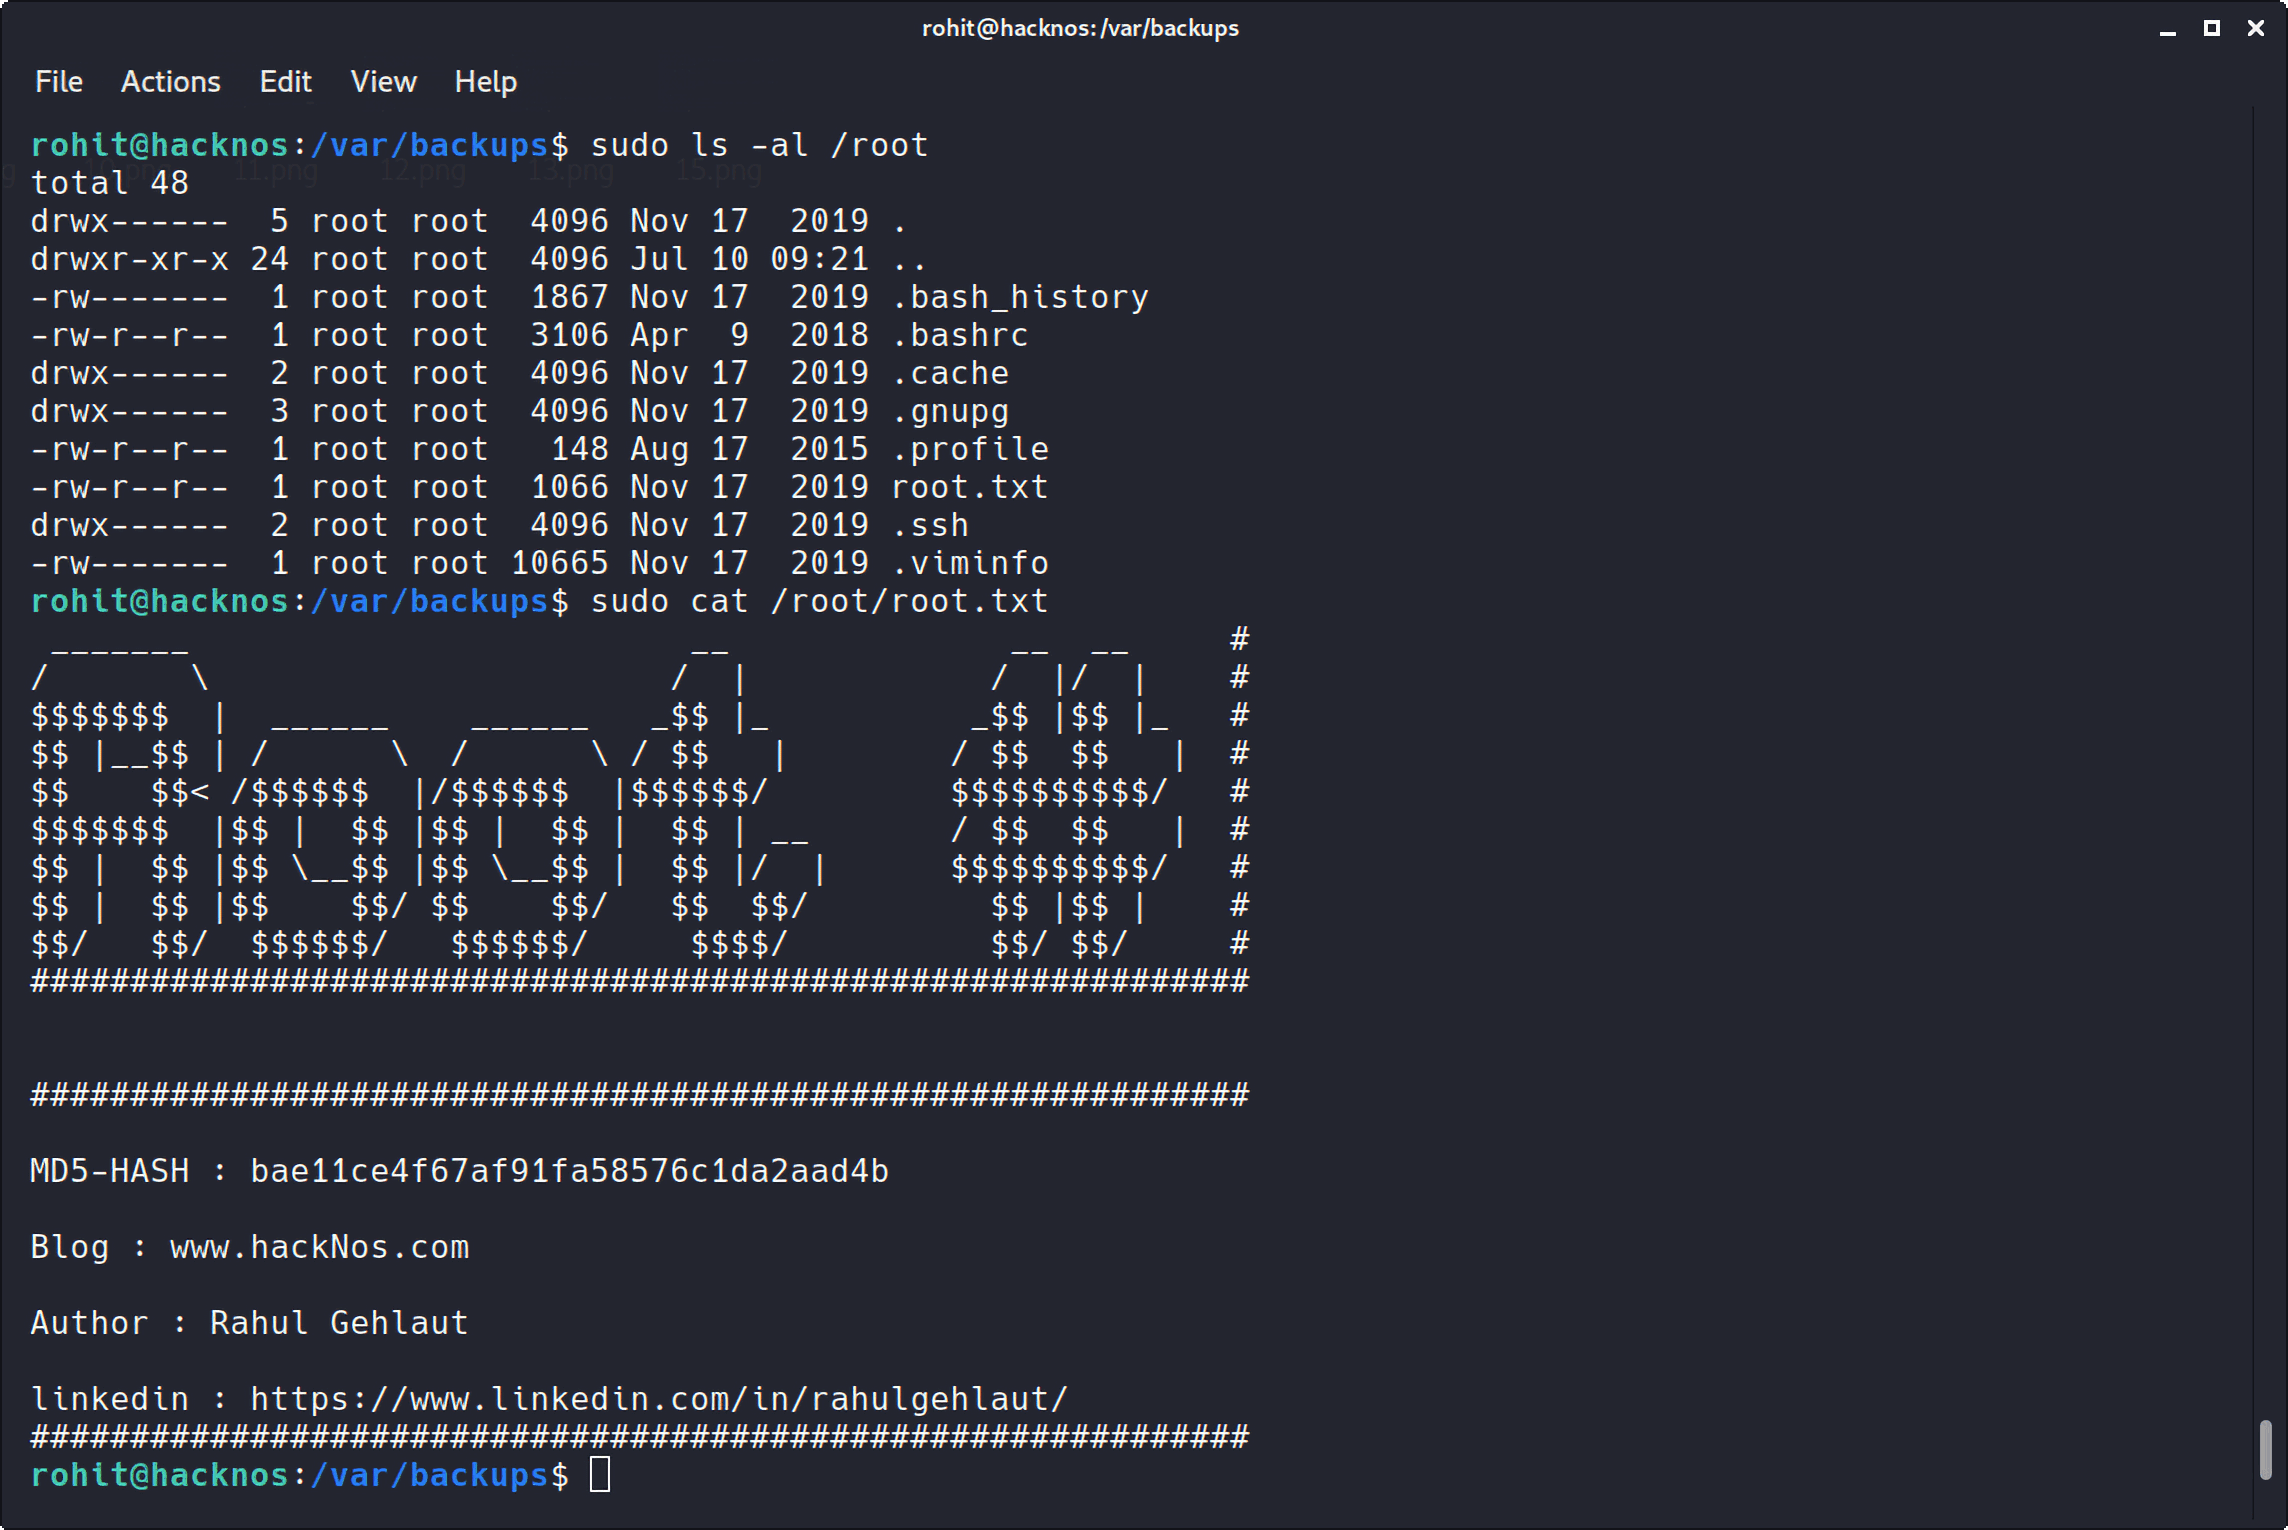 rohit@hacknos:/var/backups
File Actions Edit View Help
rohit@hacknos:/var/backups$ sudo ls -al /root
total 48
drwx------  5 root root  4096 Nov 17  2019 .
drwxr-xr-x 24 root root  4096 Jul 10 09:21 ..
-rw-------  1 root root  1867 Nov 17  2019 .bash_history
-rw-r--r--  1 root root  3106 Apr  9  2018 .bashrc
drwx------  2 root root  4096 Nov 17  2019 .cache
drwx------  3 root root  4096 Nov 17  2019 .gnupg
-rw-r--r--  1 root root   148 Aug 17  2015 .profile
-rw-r--r--  1 root root  1066 Nov 17  2019 root.txt
drwx------  2 root root  4096 Nov 17  2019 .ssh
-rw-------  1 root root 10665 Nov 17  2019 .viminfo
rohit@hacknos:/var/backups$ sudo cat /root/root.txt
 _______                         __              __  __     #
/       \                       /  |            /  |/  |    #
$$$$$$$  |  ______    ______   _$$ |_          _$$ |$$ |_   #
$$ |__$$ | /      \  /      \ / $$   |        / $$  $$   |  #
$$    $$< /$$$$$$  |/$$$$$$  |$$$$$$/         $$$$$$$$$$/   #
$$$$$$$  |$$ |  $$ |$$ |  $$ |  $$ | __       / $$  $$   |  #
$$ |  $$ |$$ \__$$ |$$ \__$$ |  $$ |/  |      $$$$$$$$$$/   #
$$ |  $$ |$$    $$/ $$    $$/   $$  $$/         $$ |$$ |    #
$$/   $$/  $$$$$$/   $$$$$$/     $$$$/          $$/ $$/     #
#############################################################
#############################################################
MD5-HASH : bae11ce4f67af91fa58576c1da2aad4b
Blog : www.hackNos.com
Author : Rahul Gehlaut
linkedin : https://www.linkedin.com/in/rahulgehlaut/
#############################################################
rohit@hacknos:/var/backups$